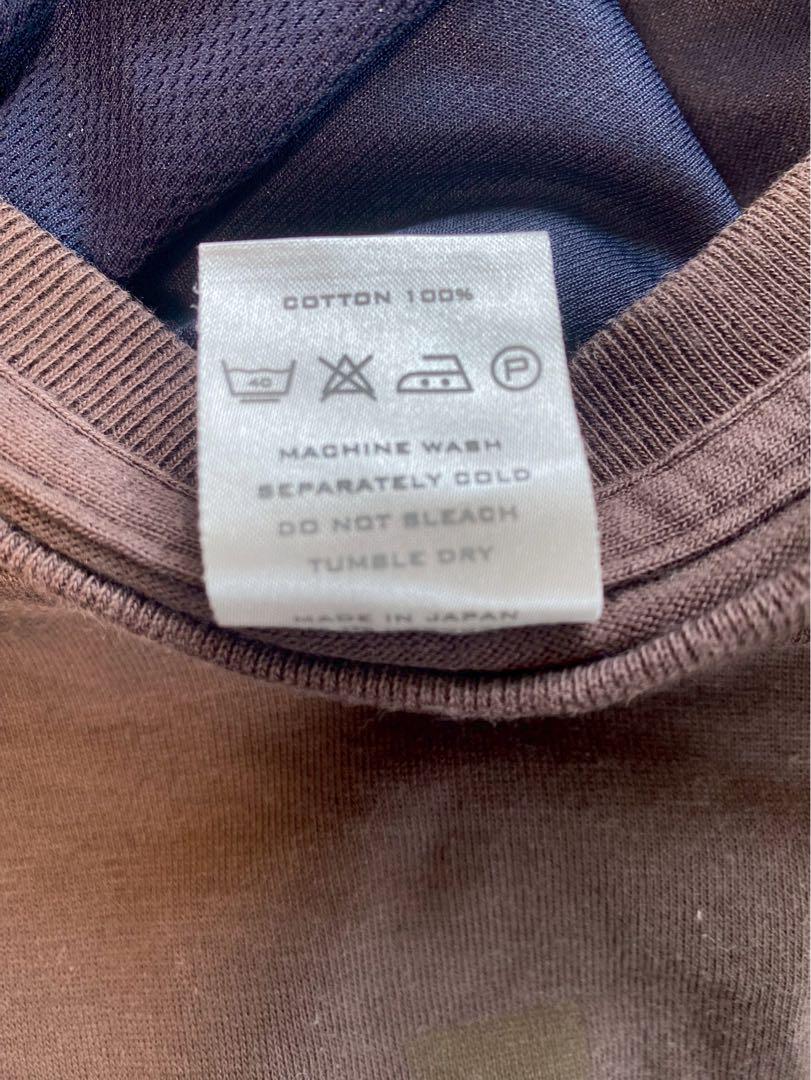 COTTON 100%
40 P
MACHINE WASH
SEPARATELY COLD
DO NOT BLEACH
TUMBLE DRY
MADE IN JAPAN